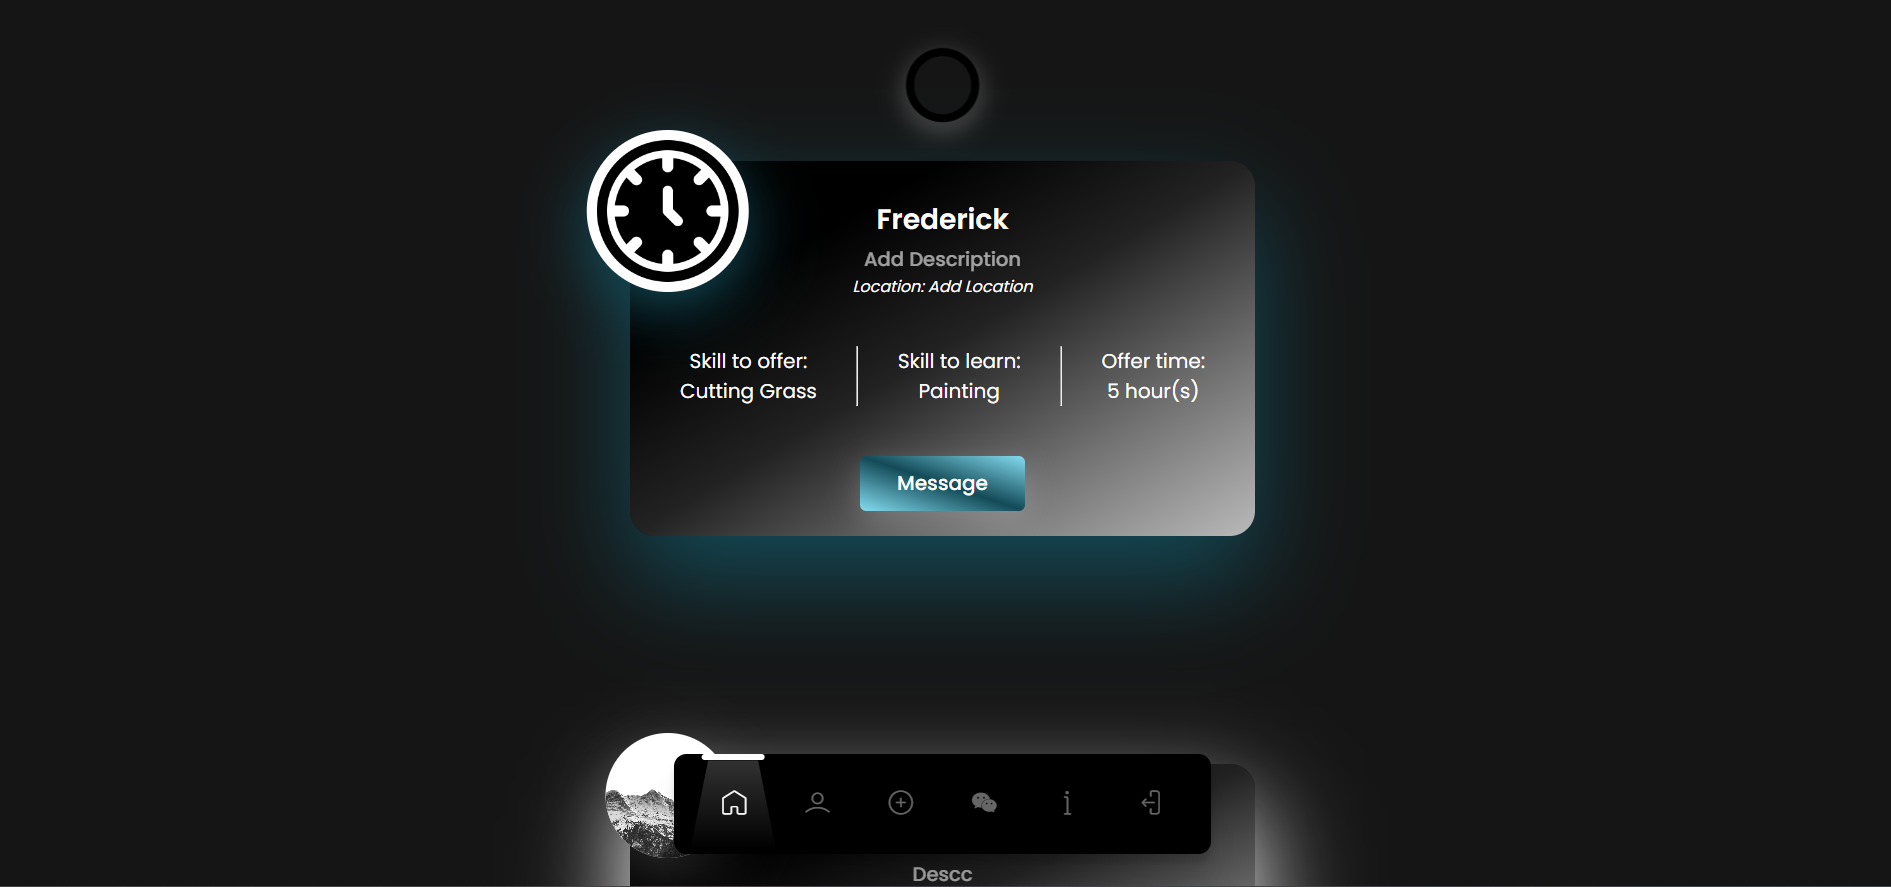 Frederick
Add Description
Location: Add Location
Skill to offer:
Cutting Grass
Skill to learn:
Painting
Offer time:
5 hour(s)
Message
Descc